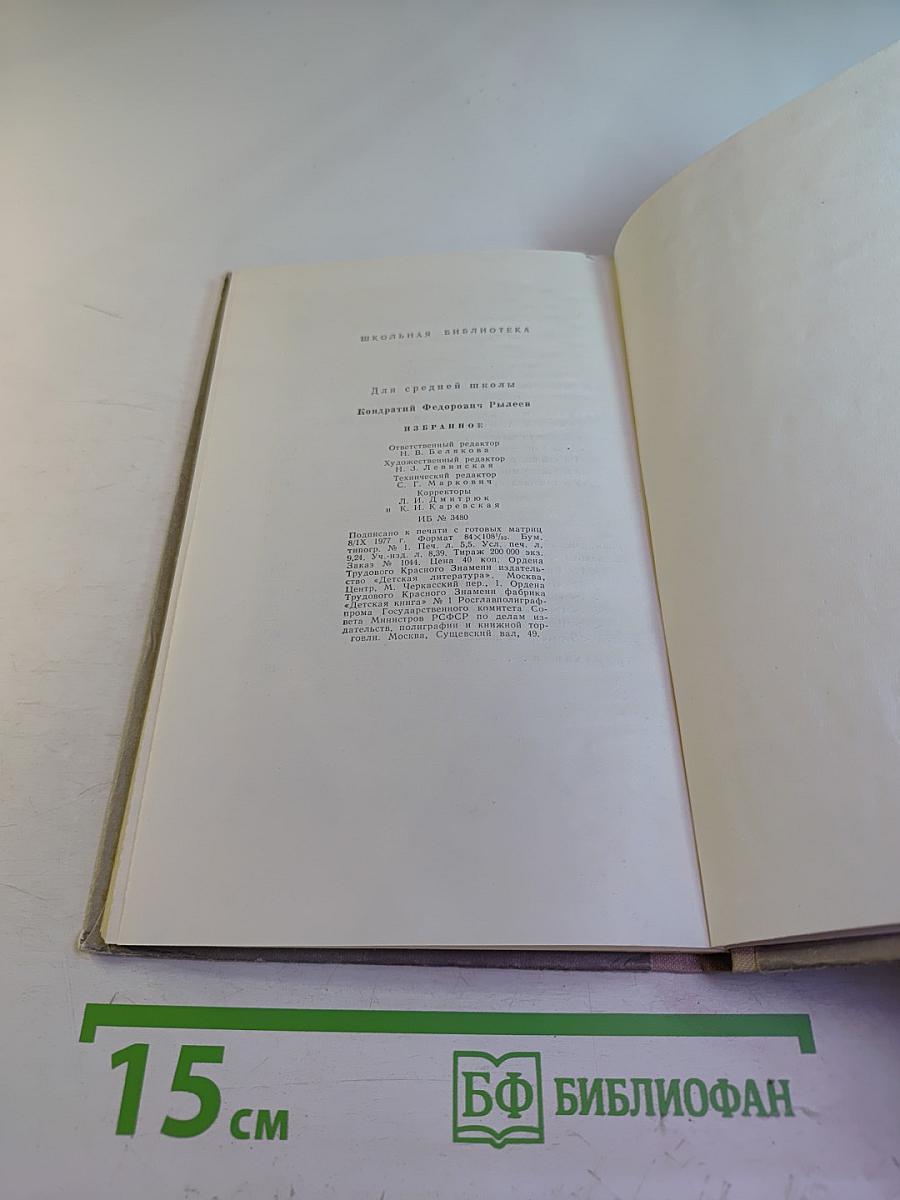 ШКОЛЬНАЯ БИБЛИОТЕКА
Для средней школы
Кондратий Федорович Рылеев
ИЗБРАННОЕ
Ответственный редактор
Н. В. Белякова
Художественный редактор
Н. З. Левинская
Технический редактор
С. Г. Маркович
Корректоры
Л. И. Дмитрюк
и К. И. Каревская
ИБ № 3480
Подписано к печати с готовых матриц
8/IX 1977 г. Формат 84×108¹/₃₂. Бум.
типогр. № 1. Печ. л. 5,5. Усл. печ. л.
9,24. Уч.-изд. л. 8,39. Тираж 200 000 экз.
Заказ № 1044. Цена 40 коп. Ордена
Трудового Красного Знамени издатель-
ство «Детская литература». Москва,
Центр, М. Черкасский пер., 1. Ордена
Трудового Красного Знамени фабрика
«Детская книга» № 1 Росглавполиграф-
прома Государственного комитета Со-
вета Министров РСФСР по делам из-
дательств, полиграфии и книжной тор-
говли. Москва, Сущевский вал, 49.
15 см
БФ БИБЛИОФАН